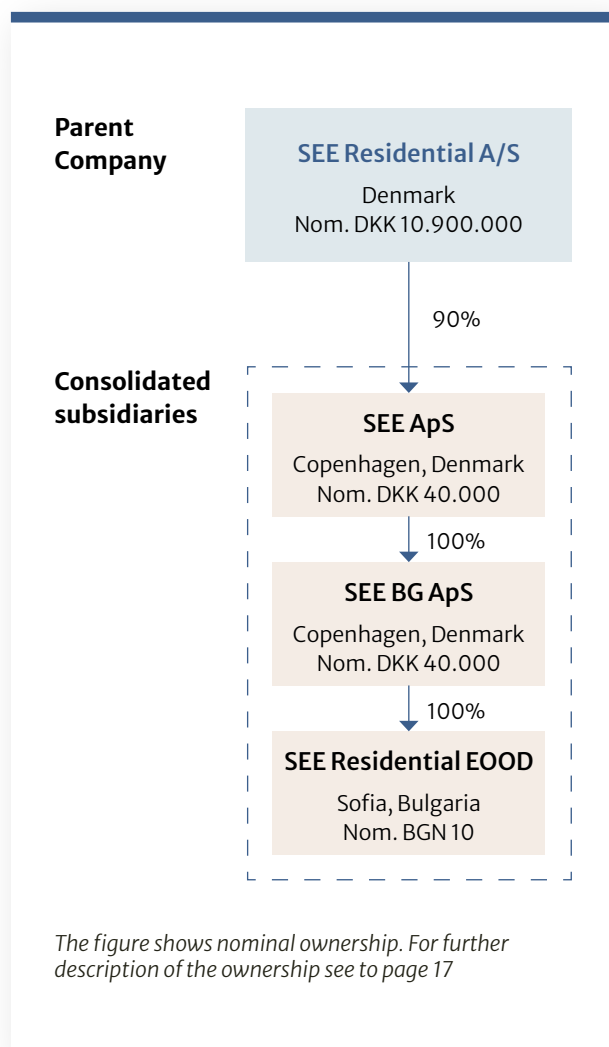 Parent
Company
SEE Residential A/S
Denmark
Nom. DKK 10.900.000
90%
Consolidated
subsidiaries
SEE ApS
Copenhagen, Denmark
Nom. DKK 40.000
100%
SEE BG ApS
Copenhagen, Denmark
Nom. DKK 40.000
100%
SEE Residential EOOD
Sofia, Bulgaria
Nom. BGN 10
The figure shows nominal ownership. For further
description of the ownership see to page 17